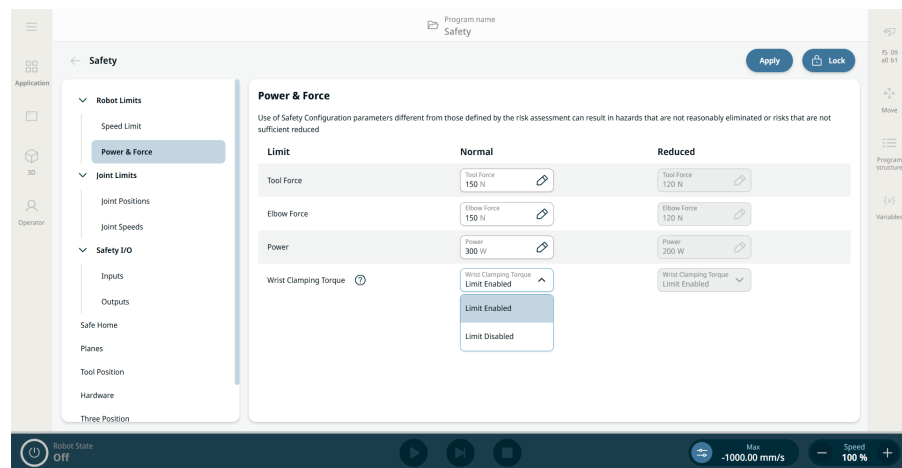 Program name
Safety
Application
3D
Operator
Safety
Apply
Lock
f5 09
a0 b1
Move
Program
structure
{x}
Variables
Robot Limits
Speed Limit
Power & Force
Joint Limits
Joint Positions
Joint Speeds
Safety I/O
Inputs
Outputs
Safe Home
Planes
Tool Position
Hardware
Three Position
Power & Force
Use of Safety Configuration parameters different from those defined by the risk assessment can result in hazards that are not reasonably eliminated or risks that are not
sufficient reduced
Limit Normal Reduced
Tool Force
Tool Force
150 N
Tool Force
120 N
Elbow Force
Elbow Force
150 N
Elbow Force
120 N
Power
Power
300 W
Power
200 W
Wrist Clamping Torque ?
Wrist Clamping Torque
Limit Enabled
Wrist Clamping Torque
Limit Enabled
Limit Enabled
Limit Disabled
Robot State
Off
Max
-1000.00 mm/s
Speed
100 %